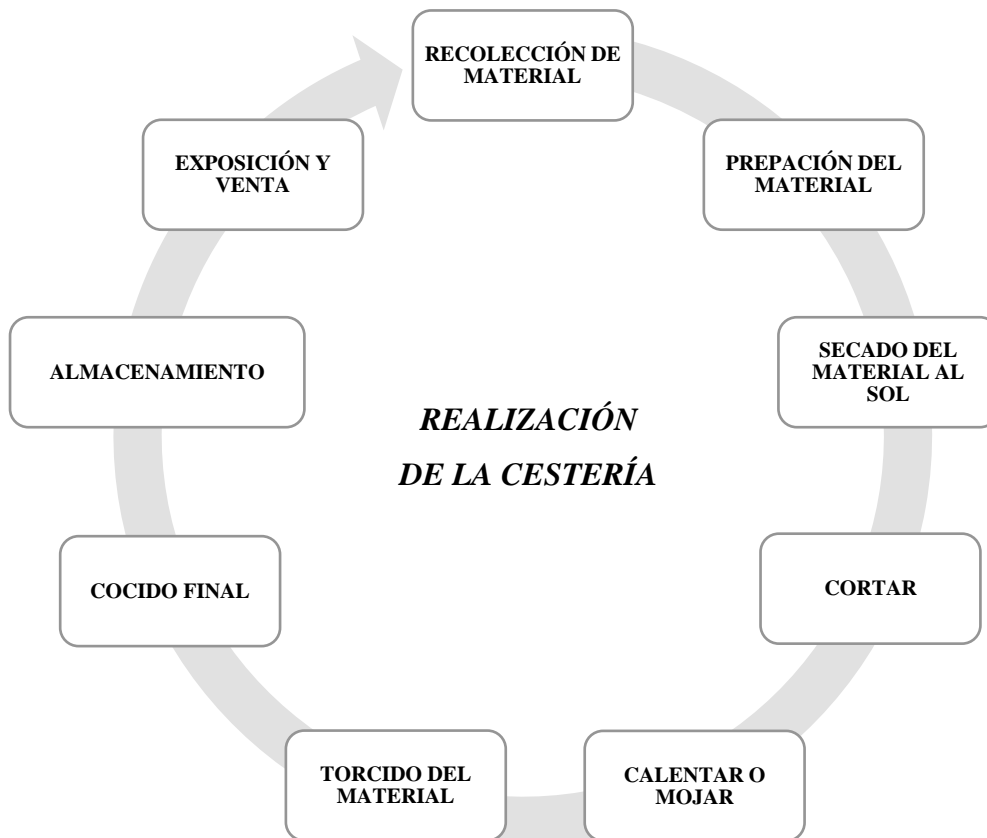 RECOLECCIÓN DE
MATERIAL
PREPACIÓN DEL
MATERIAL
SECADO DEL
MATERIAL AL
SOL
CORTAR
CALENTAR O
MOJAR
TORCIDO DEL
MATERIAL
COCIDO FINAL
ALMACENAMIENTO
EXPOSICIÓN Y
VENTA
REALIZACIÓN
DE LA CESTERÍA